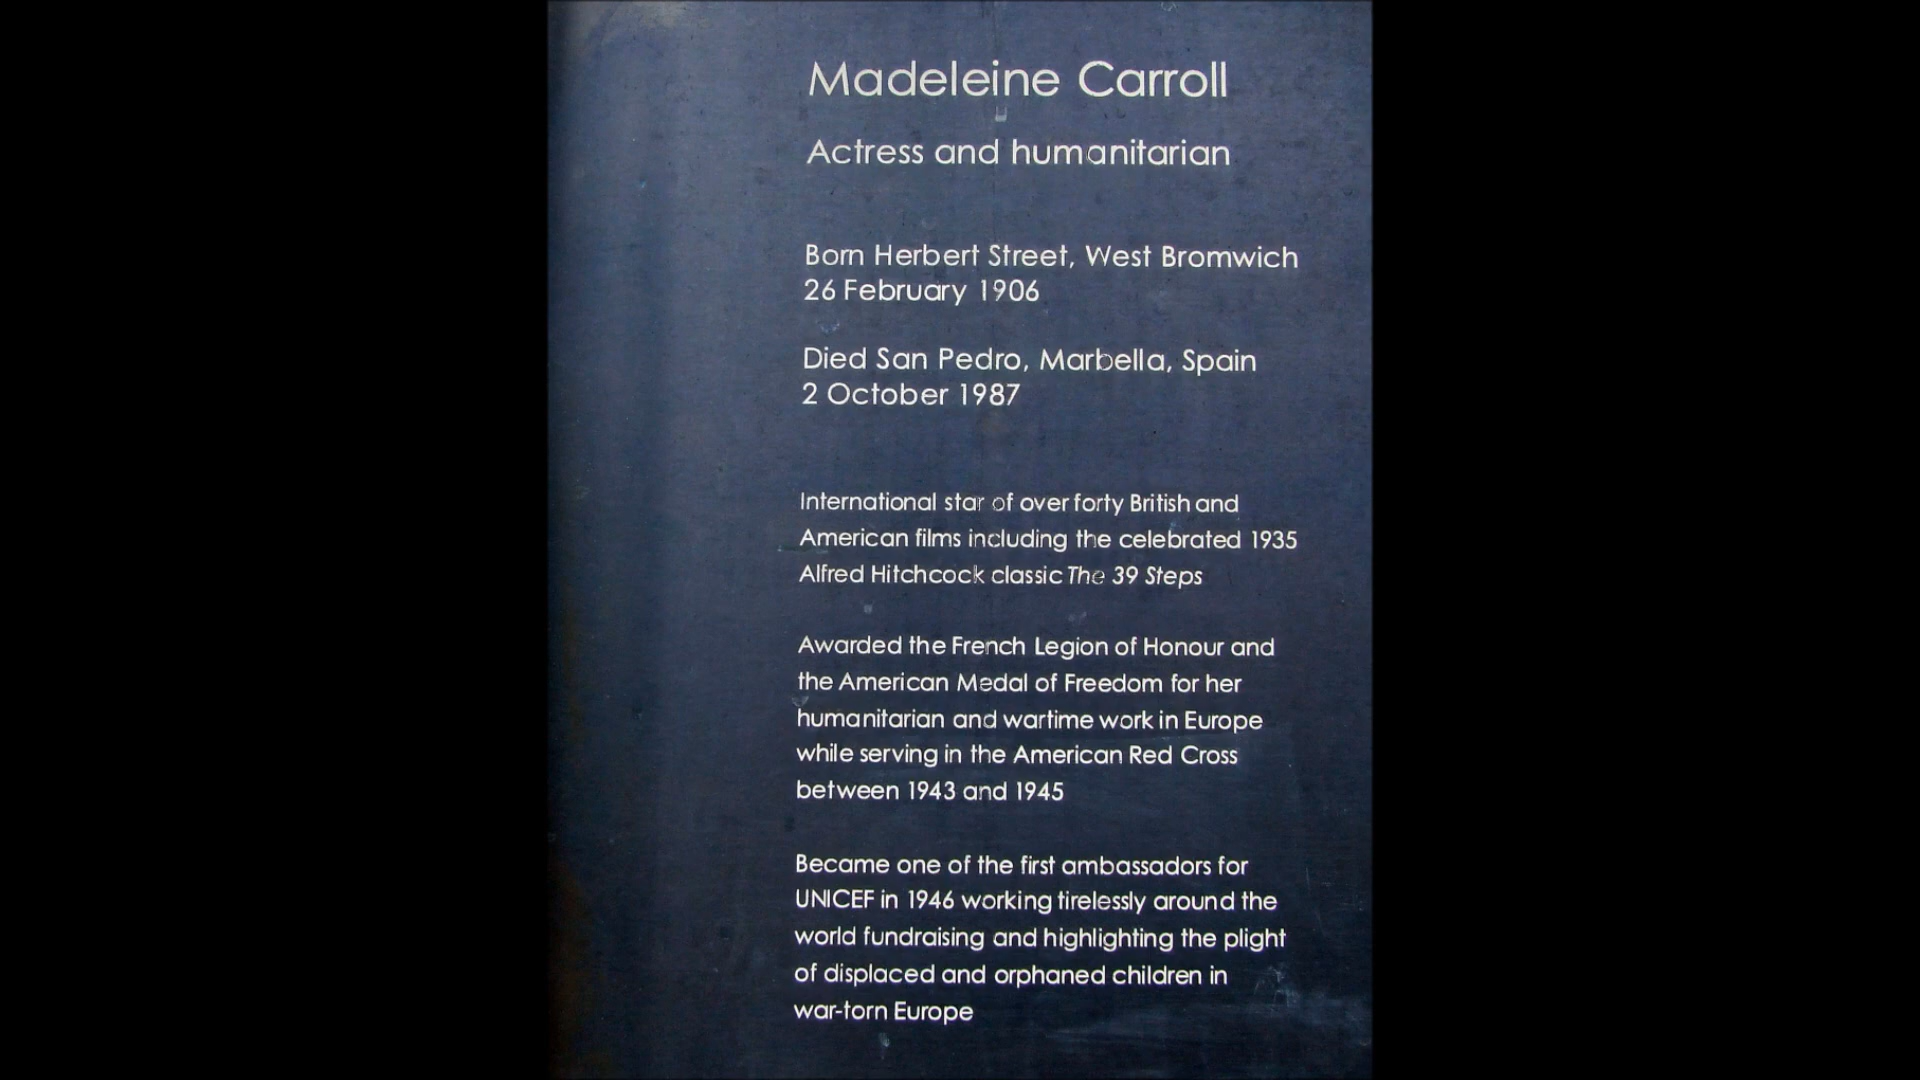 Madeleine Carroll
Actress and humanitarian
Born Herbert Street, West Bromwich
26 February 1906
Died San Pedro, Marbella, Spain
2 October 1987
International star of over forty British and
American films including the celebrated 1935
Alfred Hitchcock classic The 39 Steps
Awarded the French Legion of Honour and
the American Medal of Freedom for her
humanitarian and wartime work in Europe
while serving in the American Red Cross
between 1943 and 1945
Became one of the first ambassadors for
UNICEF in 1946 working tirelessly around the
world fundraising and highlighting the plight
of displaced and orphaned children in
war-torn Europe